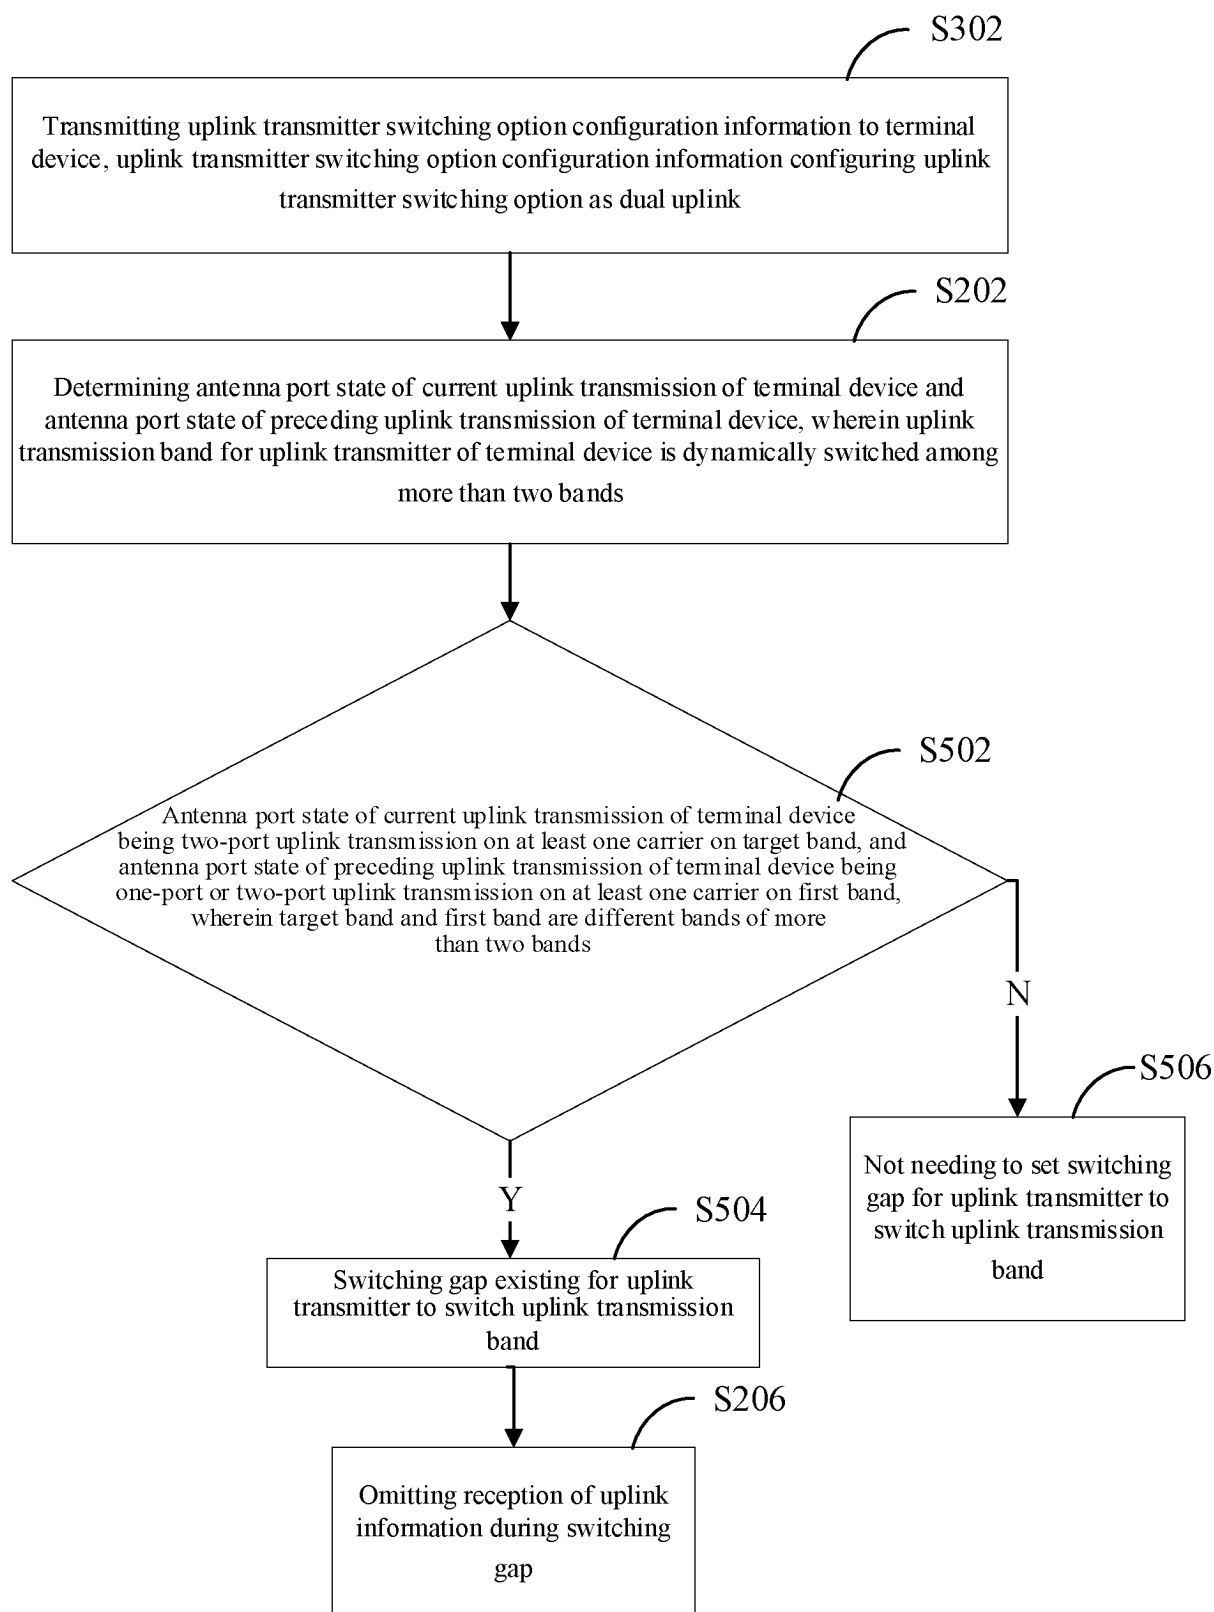 S302
Transmitting uplink transmitter switching option configuration information to terminal
device, uplink transmitter switching option configuration information configuring uplink
transmitter switching option as dual uplink
S202
Determining antenna port state of current uplink transmission of terminal device and
antenna port state of preceding uplink transmission of terminal device, wherein uplink
transmission band for uplink transmitter of terminal device is dynamically switched among
more than two bands
S502
Antenna port state of current uplink transmission of terminal device
being two-port uplink transmission on at least one carrier on target band, and
antenna port state of preceding uplink transmission of terminal device being
one-port or two-port uplink transmission on at least one carrier on first band,
wherein target band and first band are different bands of more
than two bands
N
S506
Not needing to set switching
gap for uplink transmitter to
switch uplink transmission
band
Y
S504
Switching gap existing for uplink
transmitter to switch uplink transmission
band
S206
Omitting reception of uplink
information during switching
gap